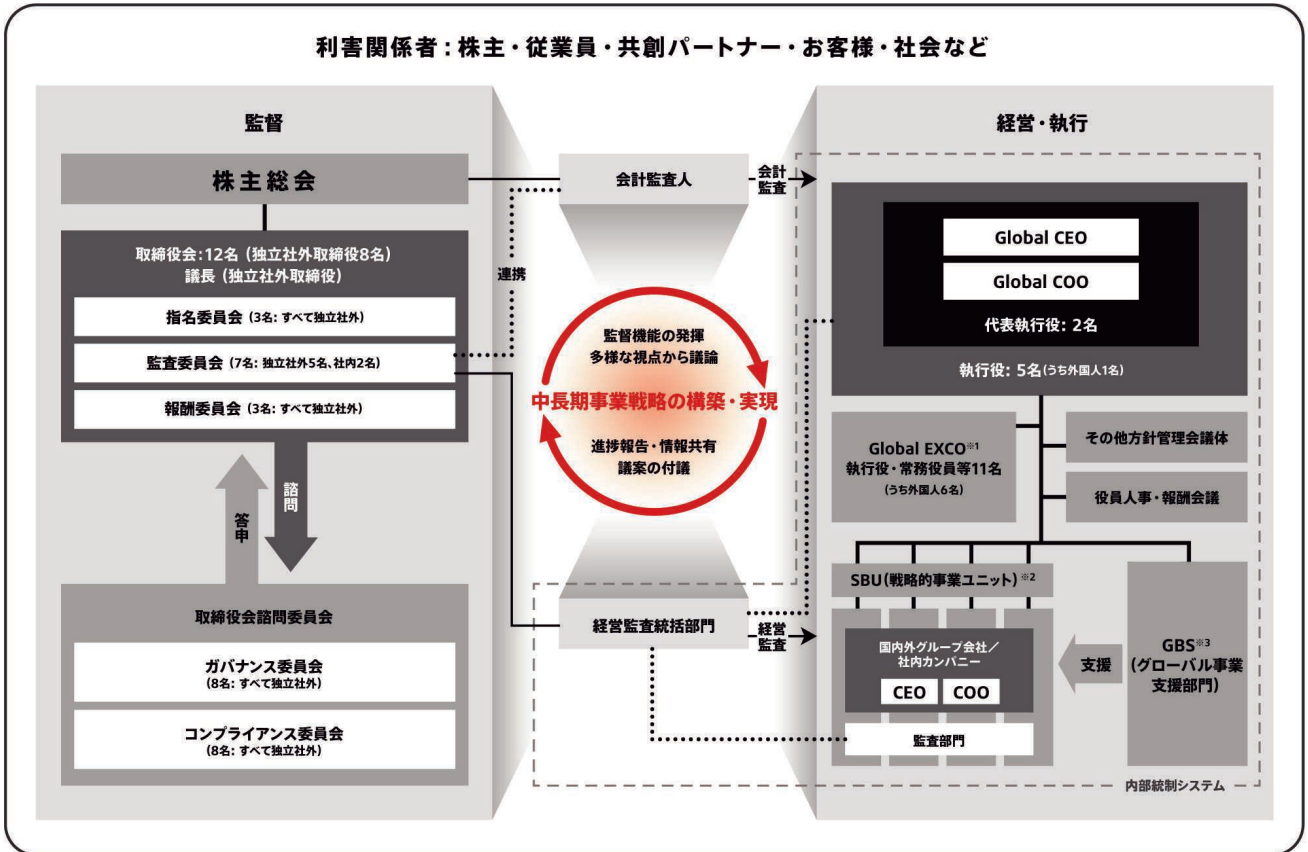 利害関係者：株主・従業員・共創パートナー・お客様・社会など
監督
株主総会
取締役会：12名（独立社外取締役8名）
議長（独立社外取締役）
指名委員会（3名：すべて独立社外）
監査委員会（7名：独立社外5名、社内2名）
報酬委員会（3名：すべて独立社外）
答申
諮問
取締役会諮問委員会
ガバナンス委員会
（8名：すべて独立社外）
コンプライアンス委員会
（8名：すべて独立社外）
会計監査人
会計
監査
連携
監督機能の発揮
多様な視点から議論
中長期事業戦略の構築・実現
進捗報告・情報共有
議案の付議
経営監査統括部門
経営
監査
経営・執行
Global CEO
Global COO
代表執行役：2名
執行役：5名（うち外国人1名）
Global EXCO※1
執行役・常務役員等11名
（うち外国人6名）
その他方針管理会議体
役員人事・報酬会議
SBU（戦略的事業ユニット）※2
国内外グループ会社／
社内カンパニー
CEO
COO
監査部門
支援
GBS※3
（グローバル事業
支援部門）
内部統制システム